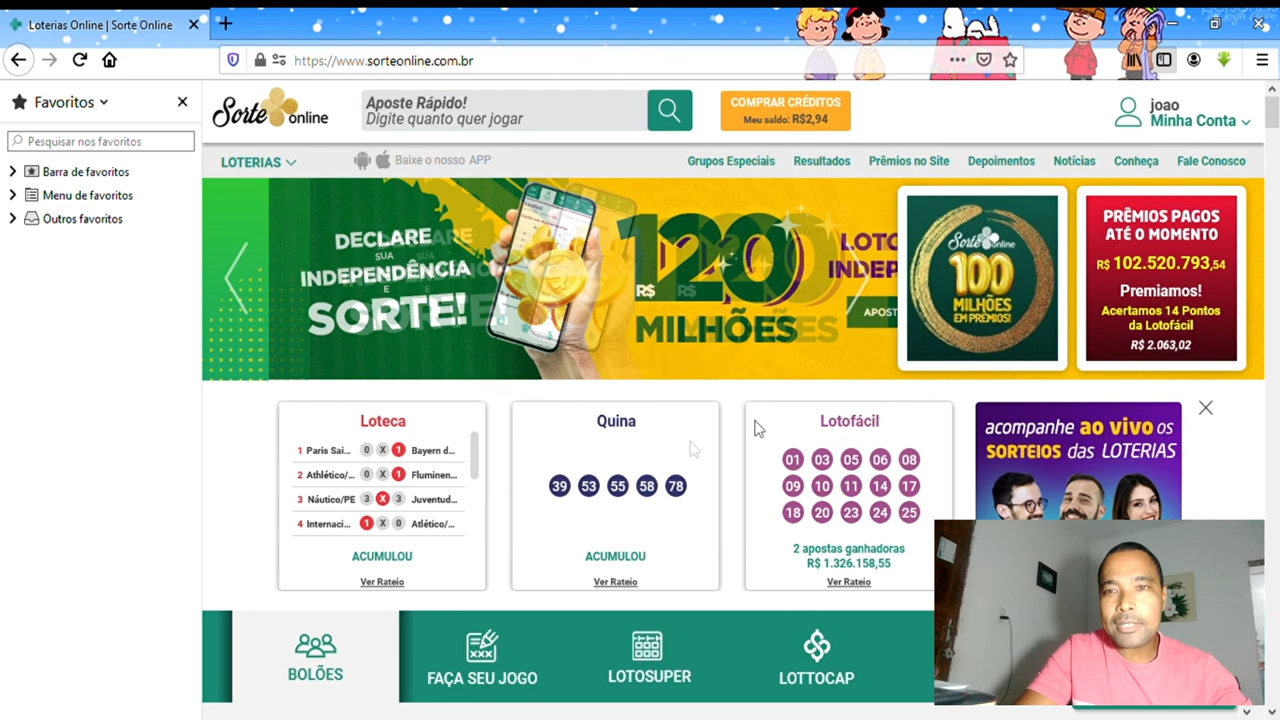 Loterias Online | Sorte Online
https://www.sorteonline.com.br
Favoritos
Pesquisar nos favoritos
Barra de favoritos
Menu de favoritos
Outros favoritos
Sorte online
Aposte Rápido!
Digite quanto quer jogar
COMPRAR CRÉDITOS
Meu saldo: R$2,94
joao
Minha Conta
LOTERIAS
Baixe o nosso APP
Grupos Especiais
Resultados
Prêmios no Site
Depoimentos
Notícias
Conheça
Fale Conosco
DECLARE
SUA
INDEPENDÊNCIA
E
SORTE!
R$ 120
MILHÕES
LOTO
INDEP
APOST
Sorte online
100
MILHÕES
EM PRÊMIOS!
PRÊMIOS PAGOS
ATÉ O MOMENTO
R$ 102.520.793,54
Premiamos!
Acertamos 14 Pontos
da Lotofácil
R$ 2.063,02
Loteca
1 Paris Sai... 0 X 1 Bayern d...
2 Athlético/... 0 X 1 Fluminen...
3 Náutico/PE 3 X 3 Juventud...
4 Internaci... 1 X 0 Atlético/...
ACUMULOU
Ver Rateio
Quina
39 53 55 58 78
ACUMULOU
Ver Rateio
Lotofácil
01 03 05 06 08
09 10 11 14 17
18 20 23 24 25
2 apostas ganhadoras
R$ 1.326.158,55
Ver Rateio
acompanhe ao vivo os
SORTEIOS das LOTERIAS
BOLÕES
FAÇA SEU JOGO
LOTOSUPER
LOTTOCAP